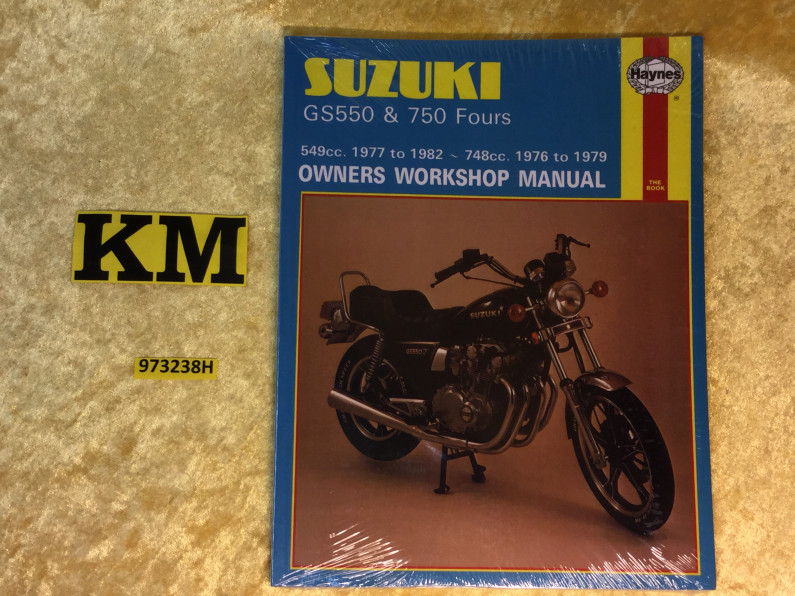 SUZUKI
GS550 & 750 Fours
549cc. 1977 to 1982 ~ 748cc. 1976 to 1979
OWNERS WORKSHOP MANUAL
Haynes
®
THE
BOOK
KM
973238H
SUZUKI